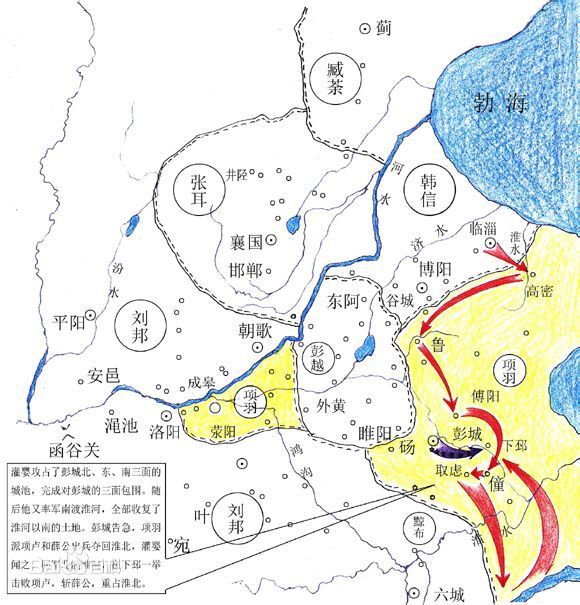 蓟
臧荼
勃海
张耳
井陉
河水
韩信
襄国
邯郸
济水
临淄
潍水
博阳
高密
汾水
平阳
刘邦
朝歌
东阿
谷城
鲁
项羽
彭越
安邑
成皋
项羽
外黄
傅阳
渑池
洛阳
荥阳
睢阳
砀
彭城
下邳
函谷关
鸿沟
取虑
僮
叶
刘邦
黥布
淮水
宛
六城
灌婴攻占了彭城北、东、南三面的
城池，完成对彭城的三面包围。随
后他又率军南渡淮河，全部收复了
淮河以南的土地。彭城告急，项羽
派项卢和薛公出兵夺回淮北，灌婴
闻之
下邳一举
击败项卢，斩薛公，重占淮北。